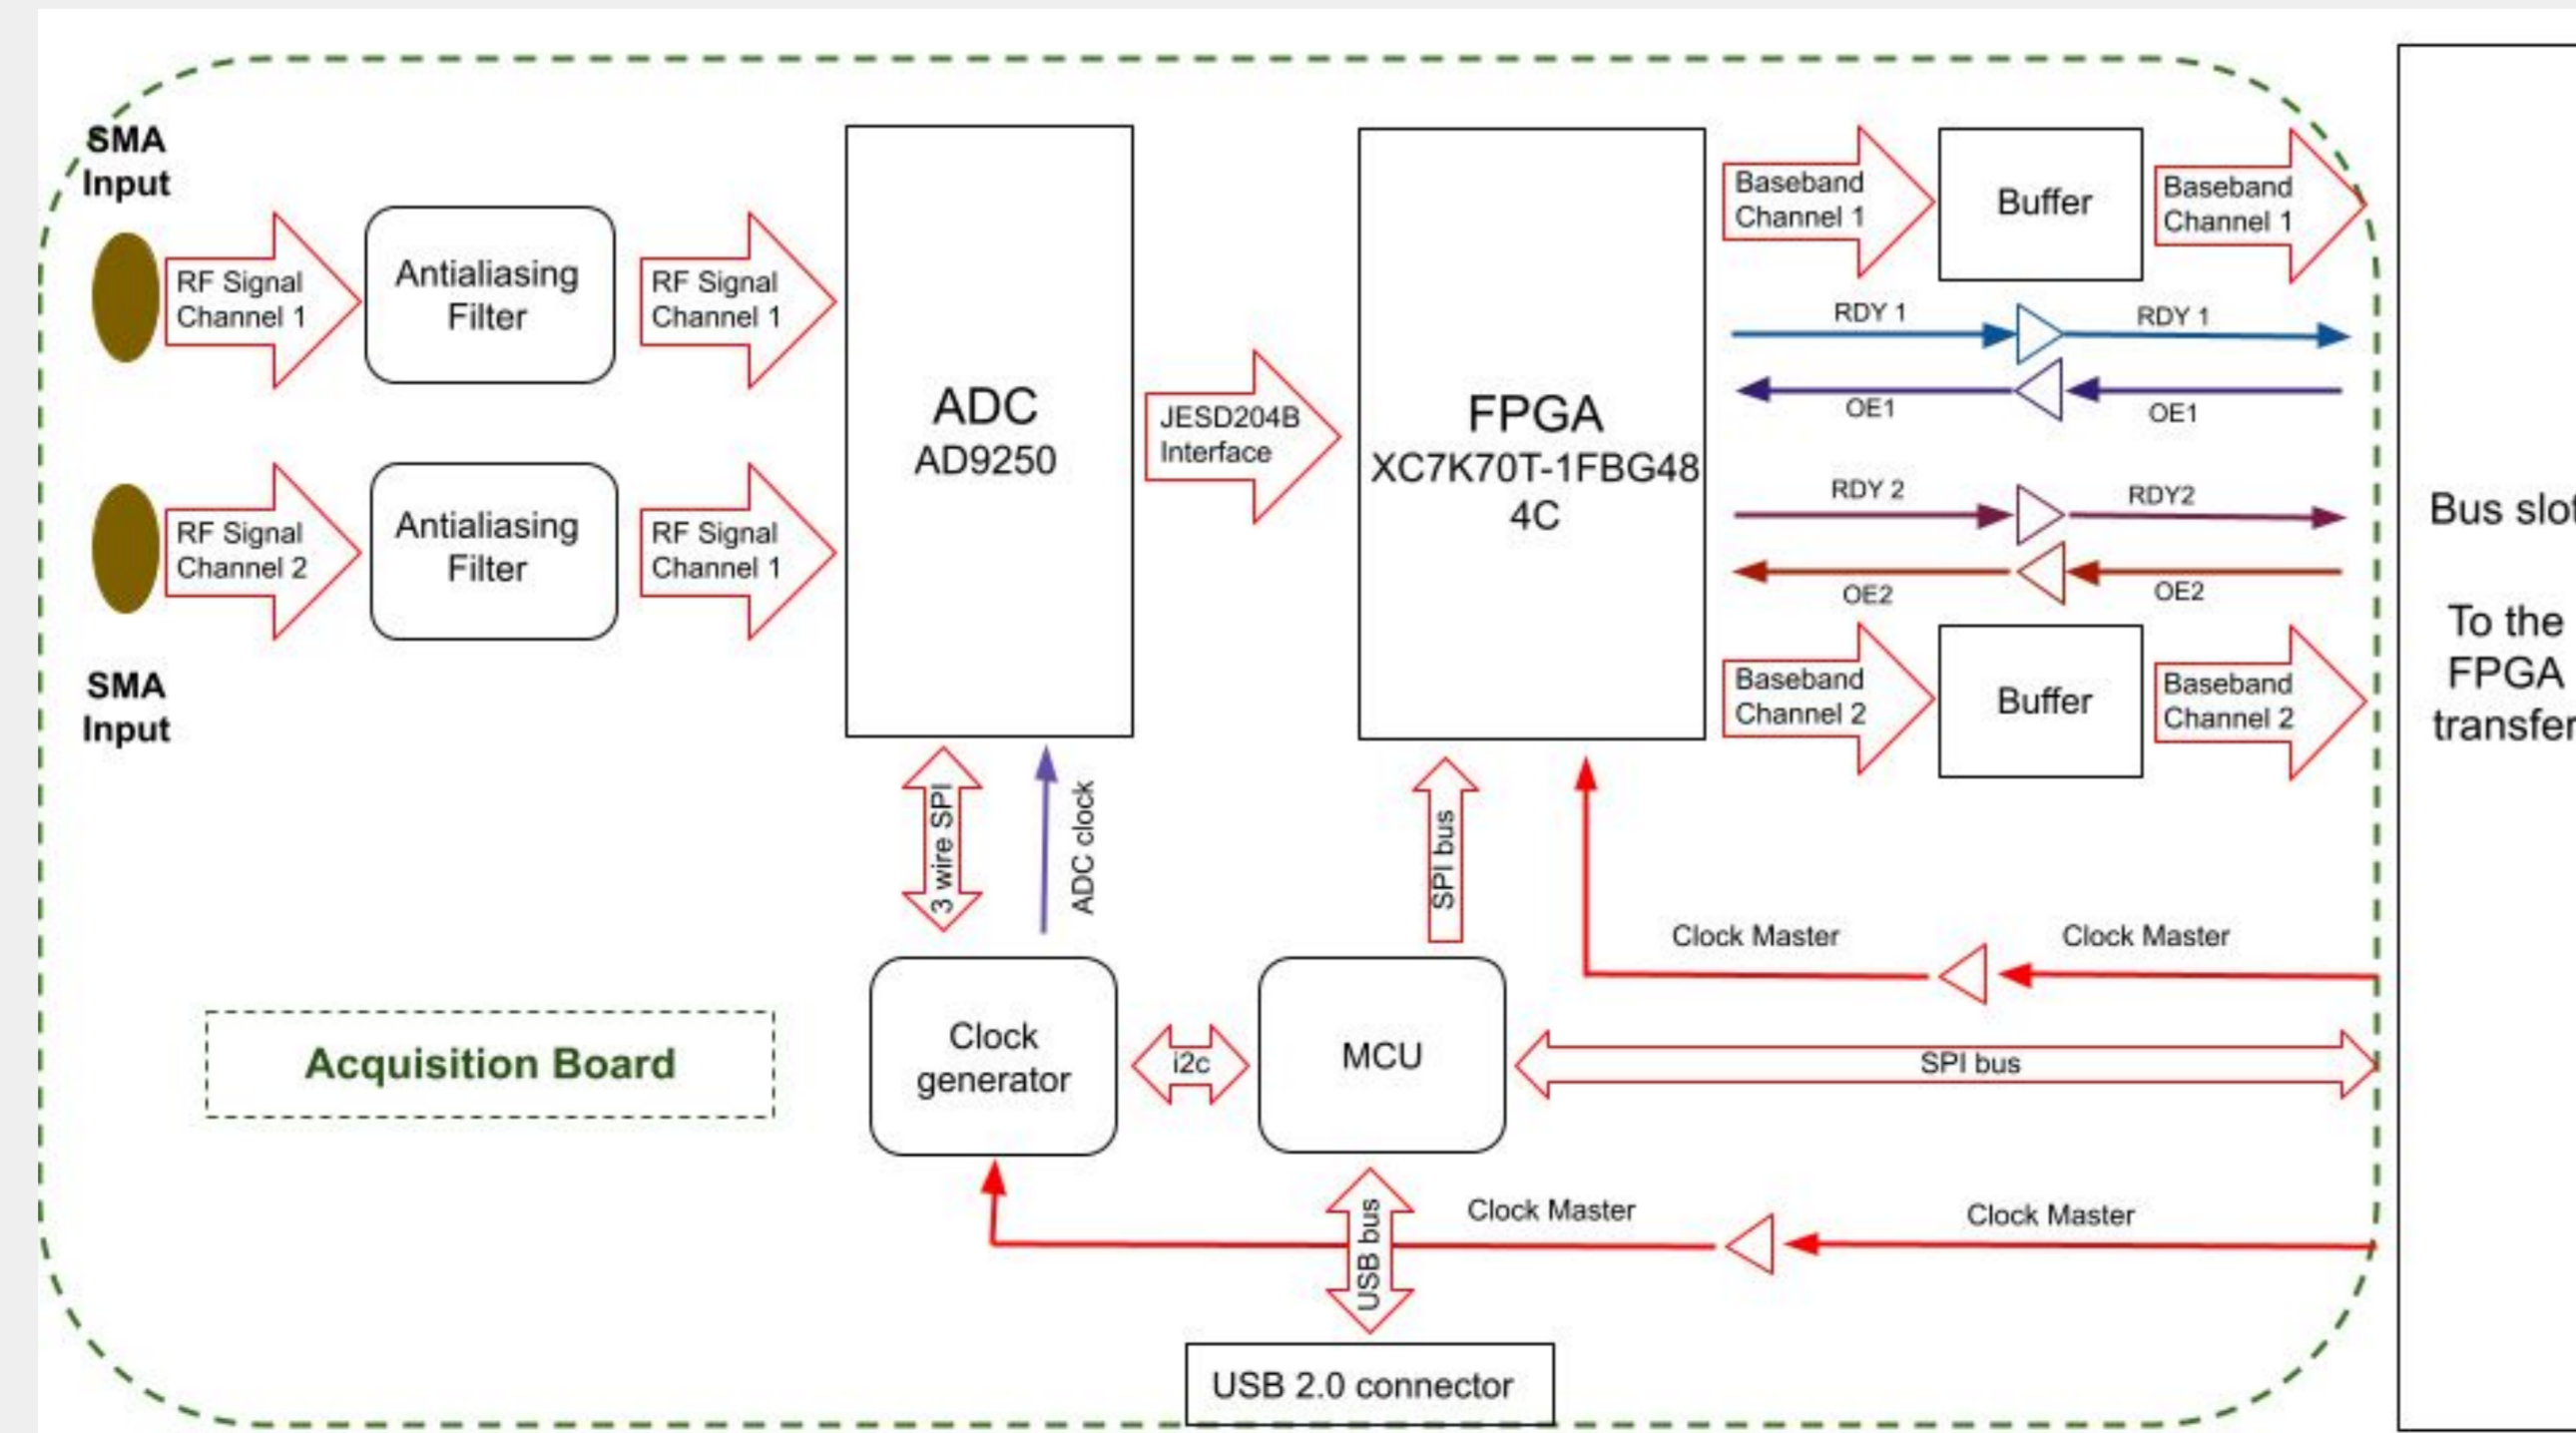 SMA
Input
RF Signal
Channel 1
Antialiasing
Filter
RF Signal
Channel 1
RF Signal
Channel 2
Antialiasing
Filter
RF Signal
Channel 1
SMA
Input
ADC
AD9250
JESD204B
Interface
FPGA
XC7K70T-1FBG48
4C
Baseband
Channel 1
Buffer
Baseband
Channel 1
RDY 1
RDY 1
OE1
OE1
RDY 2
RDY2
OE2
OE2
Baseband
Channel 2
Buffer
Baseband
Channel 2
Bus slot
To the
FPGA
transfer
3 wire SPI
ADC clock
SPI bus
Clock Master
Clock Master
Acquisition Board
Clock
generator
i2c
MCU
SPI bus
USB bus
Clock Master
Clock Master
USB 2.0 connector